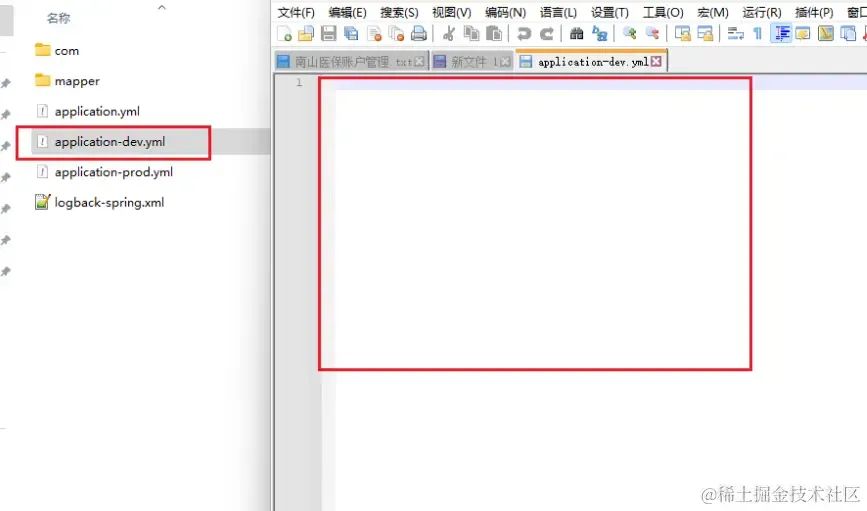 名称
com
mapper
application.yml
application-dev.yml
application-prod.yml
logback-spring.xml
文件(F) 编辑(E) 搜索(S) 视图(V) 编码(N) 语言(L) 设置(T) 工具(O) 宏(M) 运行(R) 插件(P) 窗口
南山医保账户管理.txt 新文件 1 application-dev.yml
1
@稀土掘金技术社区